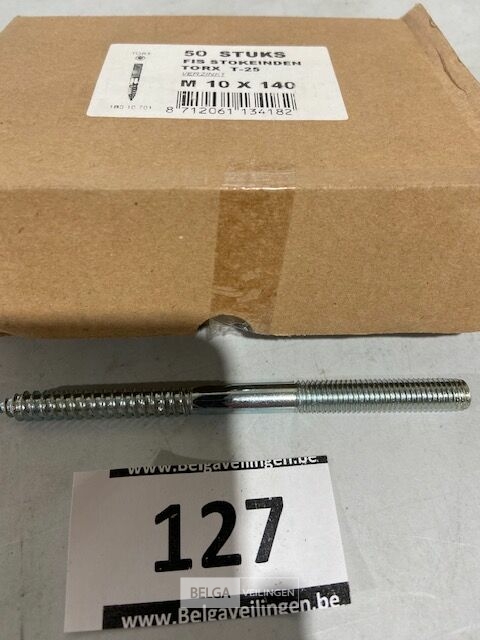 50 STUKS
FIS STOKEINDEN
TORX T-25
VERZINKT
M 10 X 140
8 712061 134182
TORX
www.Belgaveilingen.be
127
BELGA VEILINGEN
www.Belgaveilingen.be